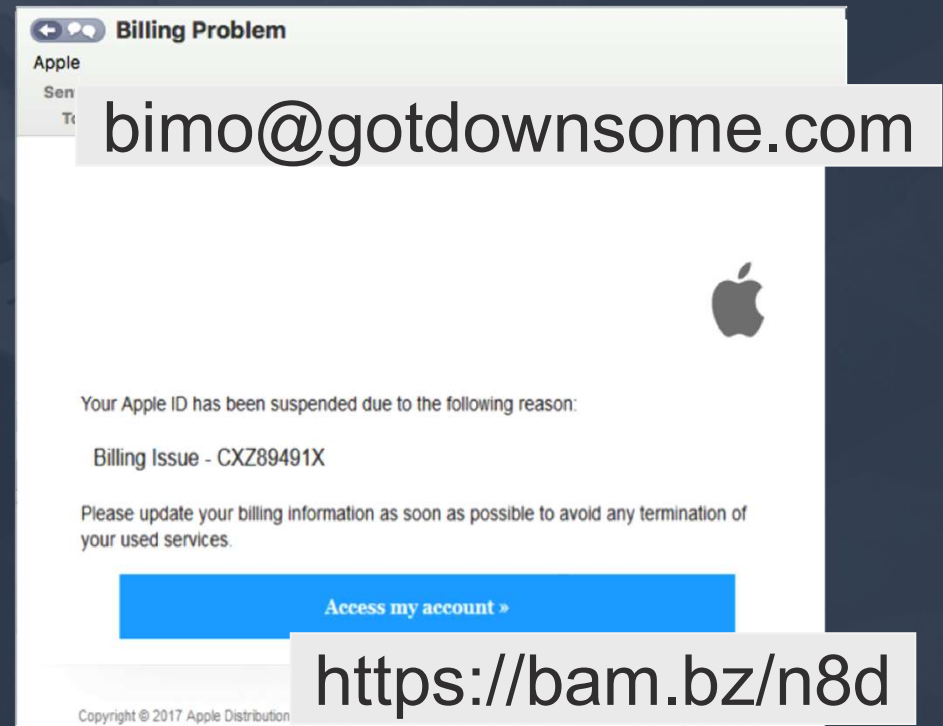 Billing Problem
Apple
bimo@gotdownsome.com
Your Apple ID has been suspended due to the following reason:
Billing Issue - CXZ89491X
Please update your billing information as soon as possible to avoid any termination of
your used services.
Access my account »
https://bam.bz/n8d
Copyright © 2017 Apple Distribution